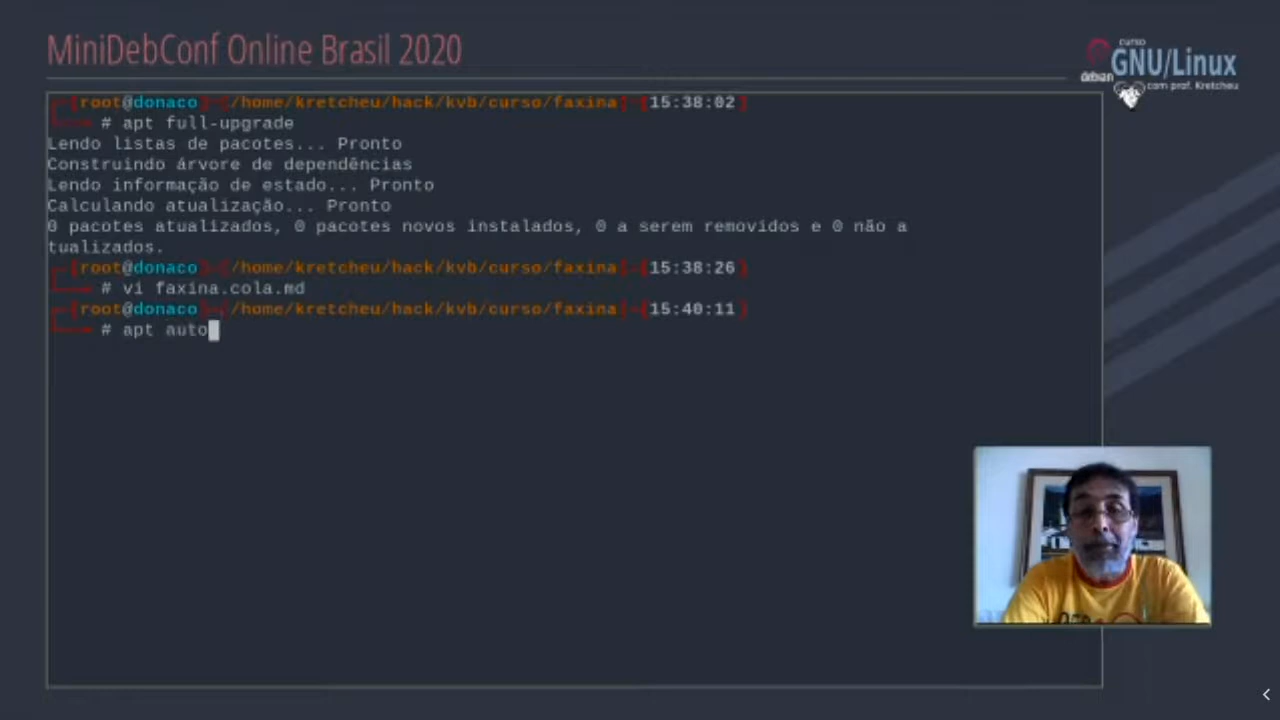 MiniDebConf Online Brasil 2020
curso
GNU/Linux
debian
com prof. Kretcheu
[root@donaco]-[/home/kretcheu/hack/kvb/curso/faxina]-[15:38:02]
# apt full-upgrade
Lendo listas de pacotes... Pronto
Construindo árvore de dependências
Lendo informação de estado... Pronto
Calculando atualização... Pronto
0 pacotes atualizados, 0 pacotes novos instalados, 0 a serem removidos e 0 não a
tualizados.
[root@donaco]-[/home/kretcheu/hack/kvb/curso/faxina]-[15:38:26]
# vi faxina.cola.md
[root@donaco]-[/home/kretcheu/hack/kvb/curso/faxina]-[15:40:11]
# apt auto